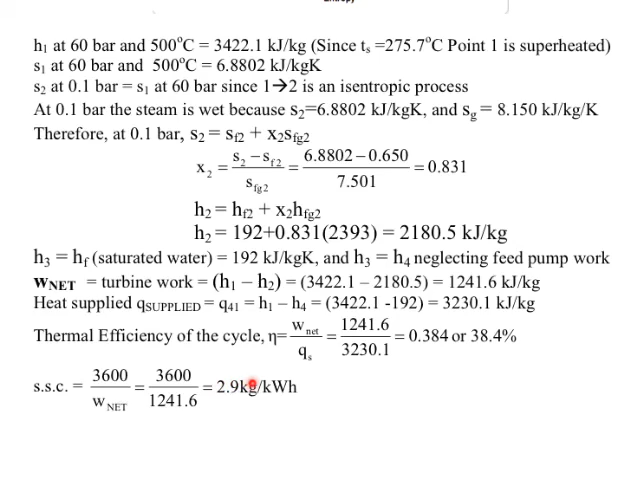 h₁ at 60 bar and 500°C = 3422.1 kJ/kg (Since tₛ =275.7°C Point 1 is superheated)
s₁ at 60 bar and 500°C = 6.8802 kJ/kgK
s₂ at 0.1 bar = s₁ at 60 bar since 1→2 is an isentropic process
At 0.1 bar the steam is wet because s₂=6.8802 kJ/kgK, and s_g = 8.150 kJ/kg/K
Therefore, at 0.1 bar, s₂ = s_f2 + x₂s_fg2
x₂ = (s₂ – s_f2)/s_fg2 = (6.8802 – 0.650)/7.501 = 0.831
h₂ = h_f2 + x₂h_fg2
h₂ = 192+0.831(2393) = 2180.5 kJ/kg
h₃ = h_f (saturated water) = 192 kJ/kgK, and h₃ = h₄ neglecting feed pump work
W_NET = turbine work = (h₁ – h₂) = (3422.1 – 2180.5) = 1241.6 kJ/kg
Heat supplied q_SUPPLIED = q₄₁ = h₁ – h₄ = (3422.1 -192) = 3230.1 kJ/kg
Thermal Efficiency of the cycle, η= w_net/qₛ = 1241.6/3230.1 = 0.384 or 38.4%
s.s.c. = 3600/W_NET = 3600/1241.6 = 2.9kg/kWh